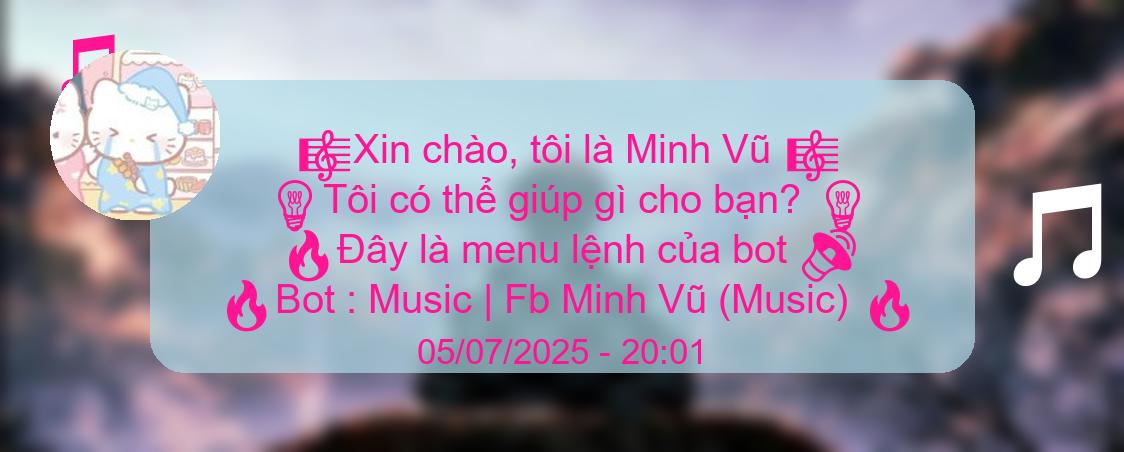 🎼Xin chào, tôi là Minh Vũ 🎼
💡Tôi có thể giúp gì cho bạn? 💡
🔥Đây là menu lệnh của bot 🔊
🔥Bot : Music | Fb Minh Vũ (Music) 🔥
05/07/2025 - 20:01